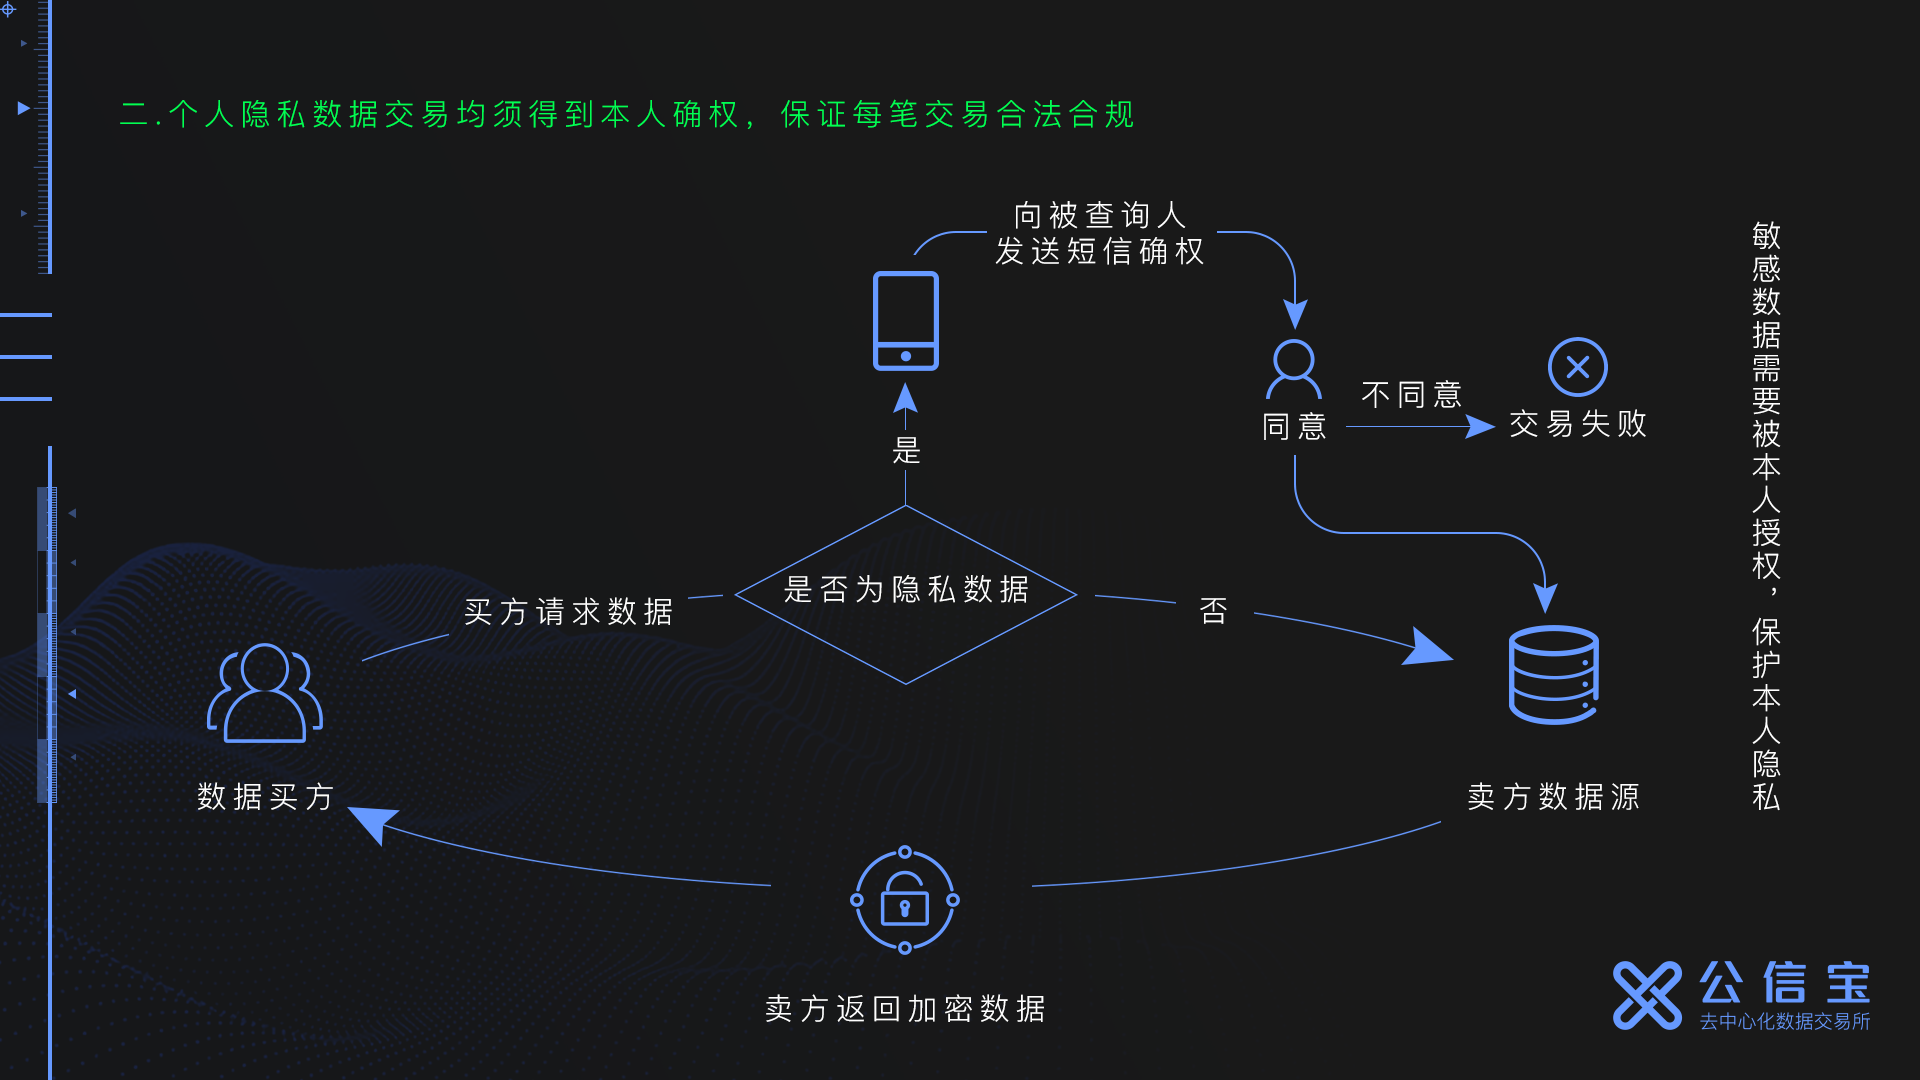 二.个人隐私数据交易均须得到本人确权，保证每笔交易合法合规
向被查询人
发送短信确权
不同意
同意
交易失败
是
是否为隐私数据
买方请求数据
否
数据买方
卖方数据源
卖方返回加密数据
敏感数据需要被本人授权，保护本人隐私
公信宝
去中心化数据交易所